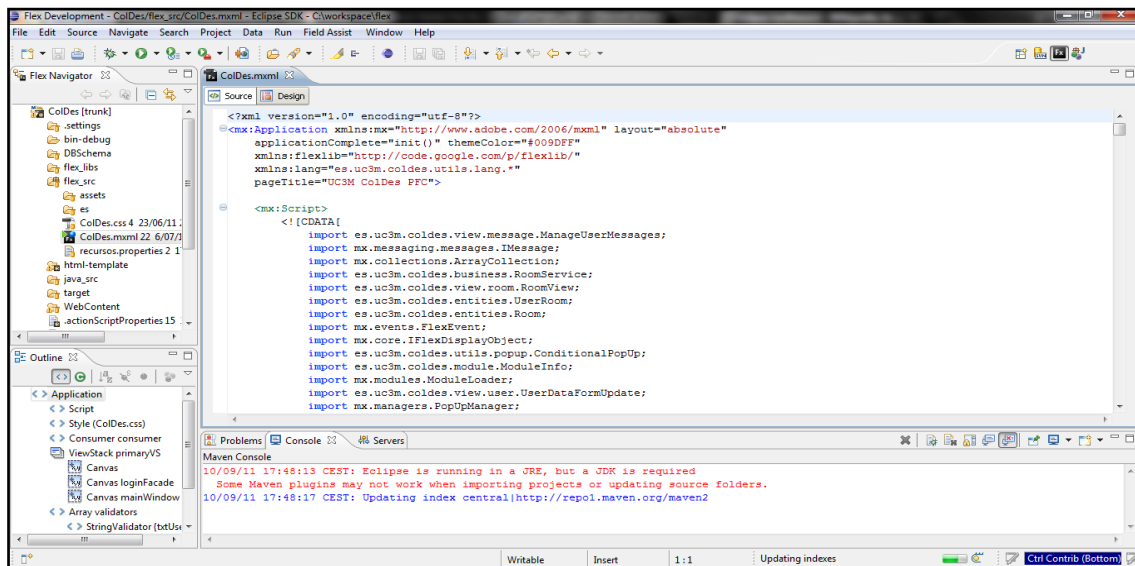 Flex Development - ColDes/flex_src/ColDes.mxml - Eclipse SDK - C:\workspace\flex
File Edit Source Navigate Search Project Data Run Field Assist Window Help
Flex Navigator
ColDes [trunk]
.settings
bin-debug
DBSchema
flex_libs
flex_src
assets
es
ColDes.css 4 23/06/11
ColDes.mxml 22 6/07/1
recursos.properties 2 1
html-template
java_src
target
WebContent
.actionScriptProperties 15
Outline
Application
Script
Style (ColDes.css)
Consumer consumer
ViewStack primaryVS
Canvas
Canvas loginFacade
Canvas mainWindow
Array validators
StringValidator {txtUse
ColDes.mxml
Source Design
<?xml version="1.0" encoding="utf-8"?>
<mx:Application xmlns:mx="http://www.adobe.com/2006/mxml" layout="absolute"
applicationComplete="init()" themeColor="#009DFF"
xmlns:flexlib="http://code.google.com/p/flexlib/"
xmlns:lang="es.uc3m.coldes.utils.lang.*"
pageTitle="UC3M ColDes PFC">
<mx:Script>
<![CDATA[
import es.uc3m.coldes.view.message.ManageUserMessages;
import mx.messaging.messages.IMessage;
import mx.collections.ArrayCollection;
import es.uc3m.coldes.business.RoomService;
import es.uc3m.coldes.view.room.RoomView;
import es.uc3m.coldes.entities.UserRoom;
import es.uc3m.coldes.entities.Room;
import mx.events.FlexEvent;
import mx.core.IFlexDisplayObject;
import es.uc3m.coldes.utils.popup.ConditionalPopUp;
import es.uc3m.coldes.module.ModuleInfo;
import mx.modules.ModuleLoader;
import es.uc3m.coldes.view.user.UserDataFormUpdate;
import mx.managers.PopUpManager;
Problems Console Servers
Maven Console
10/09/11 17:48:13 CEST: Eclipse is running in a JRE, but a JDK is required
Some Maven plugins may not work when importing projects or updating source folders.
10/09/11 17:48:17 CEST: Updating index central|http://repo1.maven.org/maven2
Writable Insert 1:1 Updating indexes Ctrl Contrib (Bottom)